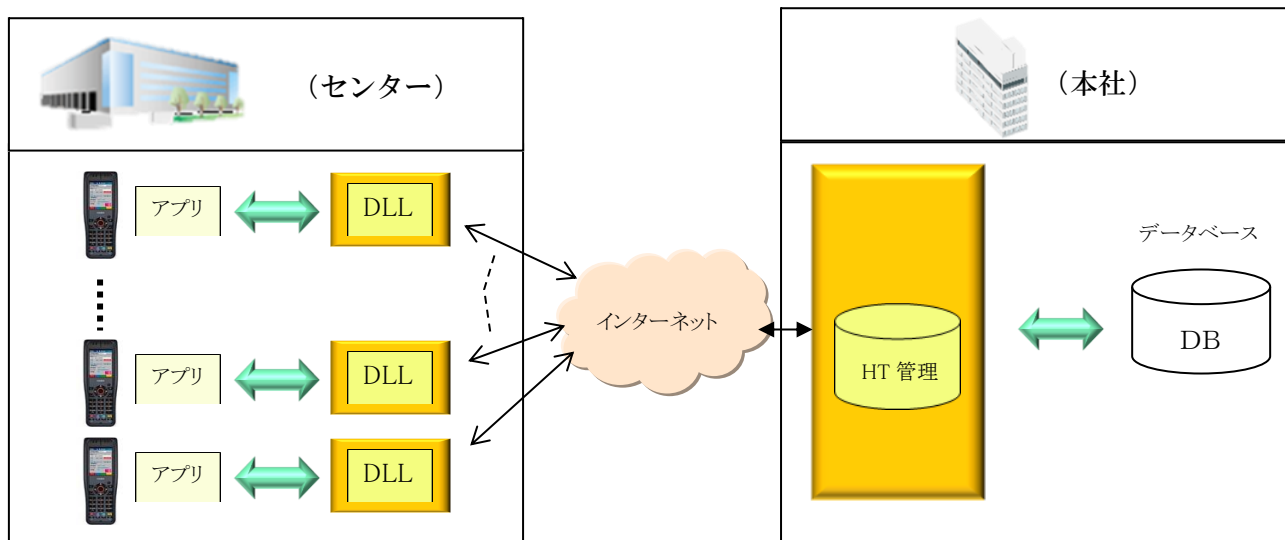 （センター）
（本社）
アプリ
DLL
データベース
インターネット
DB
アプリ
DLL
HT 管理
アプリ
DLL